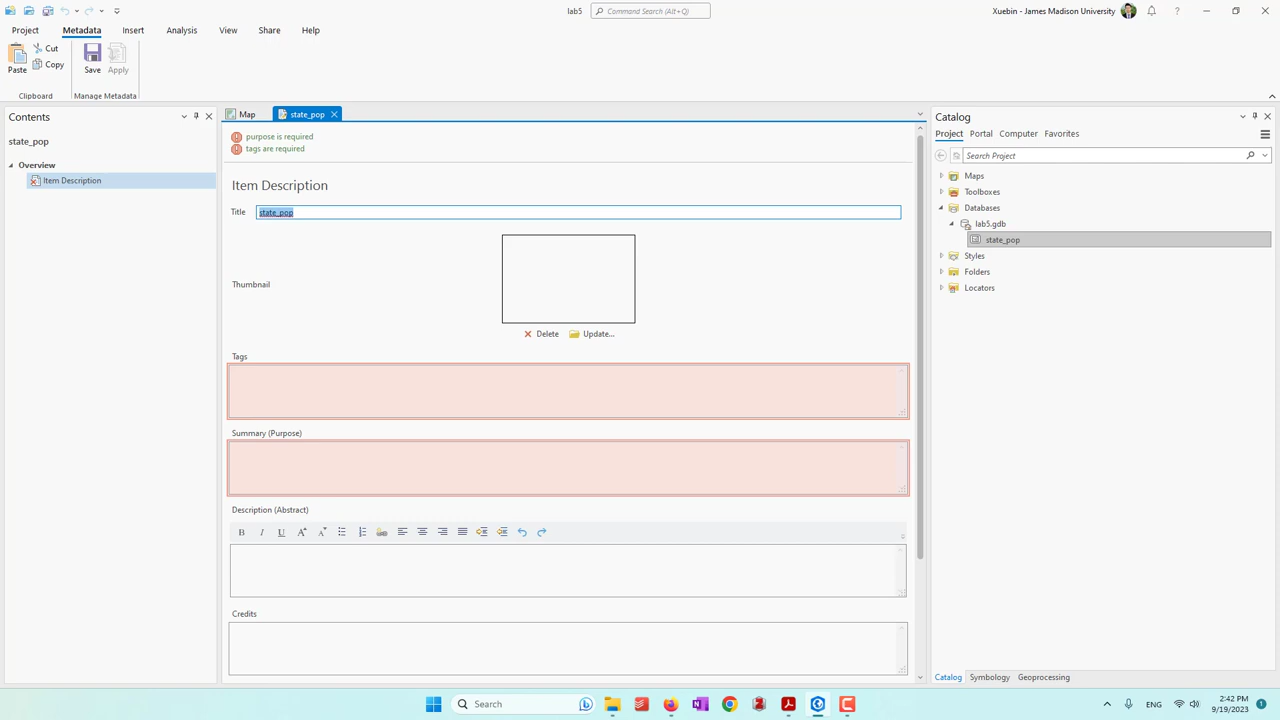 lab5
Command Search (Alt+Q)
Xuebin - James Madison University
Project
Metadata
Insert
Analysis
View
Share
Help
Paste
Cut
Copy
Save
Apply
Clipboard
Manage Metadata
Contents
state_pop
Overview
Item Description
Map
state_pop
purpose is required
tags are required
Item Description
Title
state_pop
Thumbnail
Delete
Update...
Tags
Summary (Purpose)
Description (Abstract)
B I U A A
Credits
Catalog
Project
Portal
Computer
Favorites
Search Project
Maps
Toolboxes
Databases
lab5.gdb
state_pop
Styles
Folders
Locators
Catalog
Symbology
Geoprocessing
Search
ENG
2:42 PM
9/19/2023